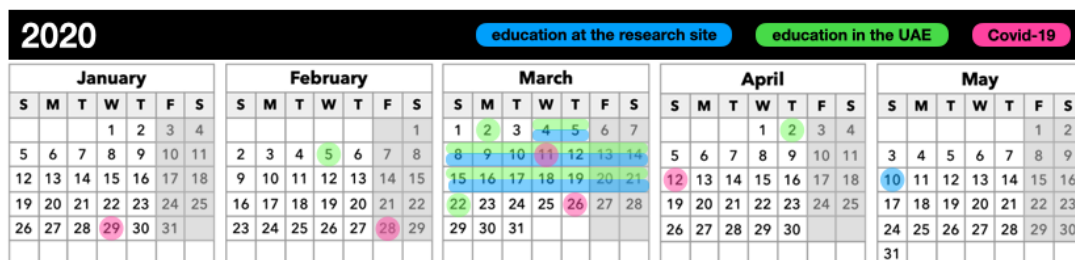 2020 education at the research site education in the UAE Covid-19
January February March April May
S M T W T F S S M T W T F S S M T W T F S S M T W T F S S M T W T F S
1 2 3 4 1 1 2 3 4 5 6 7 1 2 3 4 1 2
5 6 7 8 9 10 11 2 3 4 5 6 7 8 8 9 10 11 12 13 14 5 6 7 8 9 10 11 3 4 5 6 7 8 9
12 13 14 15 16 17 18 9 10 11 12 13 14 15 15 16 17 18 19 20 21 12 13 14 15 16 17 18 10 11 12 13 14 15 16
19 20 21 22 23 24 25 16 17 18 19 20 21 22 22 23 24 25 26 27 28 19 20 21 22 23 24 25 17 18 19 20 21 22 23
26 27 28 29 30 31 23 24 25 26 27 28 29 29 30 31 26 27 28 29 30 24 25 26 27 28 29 30
31